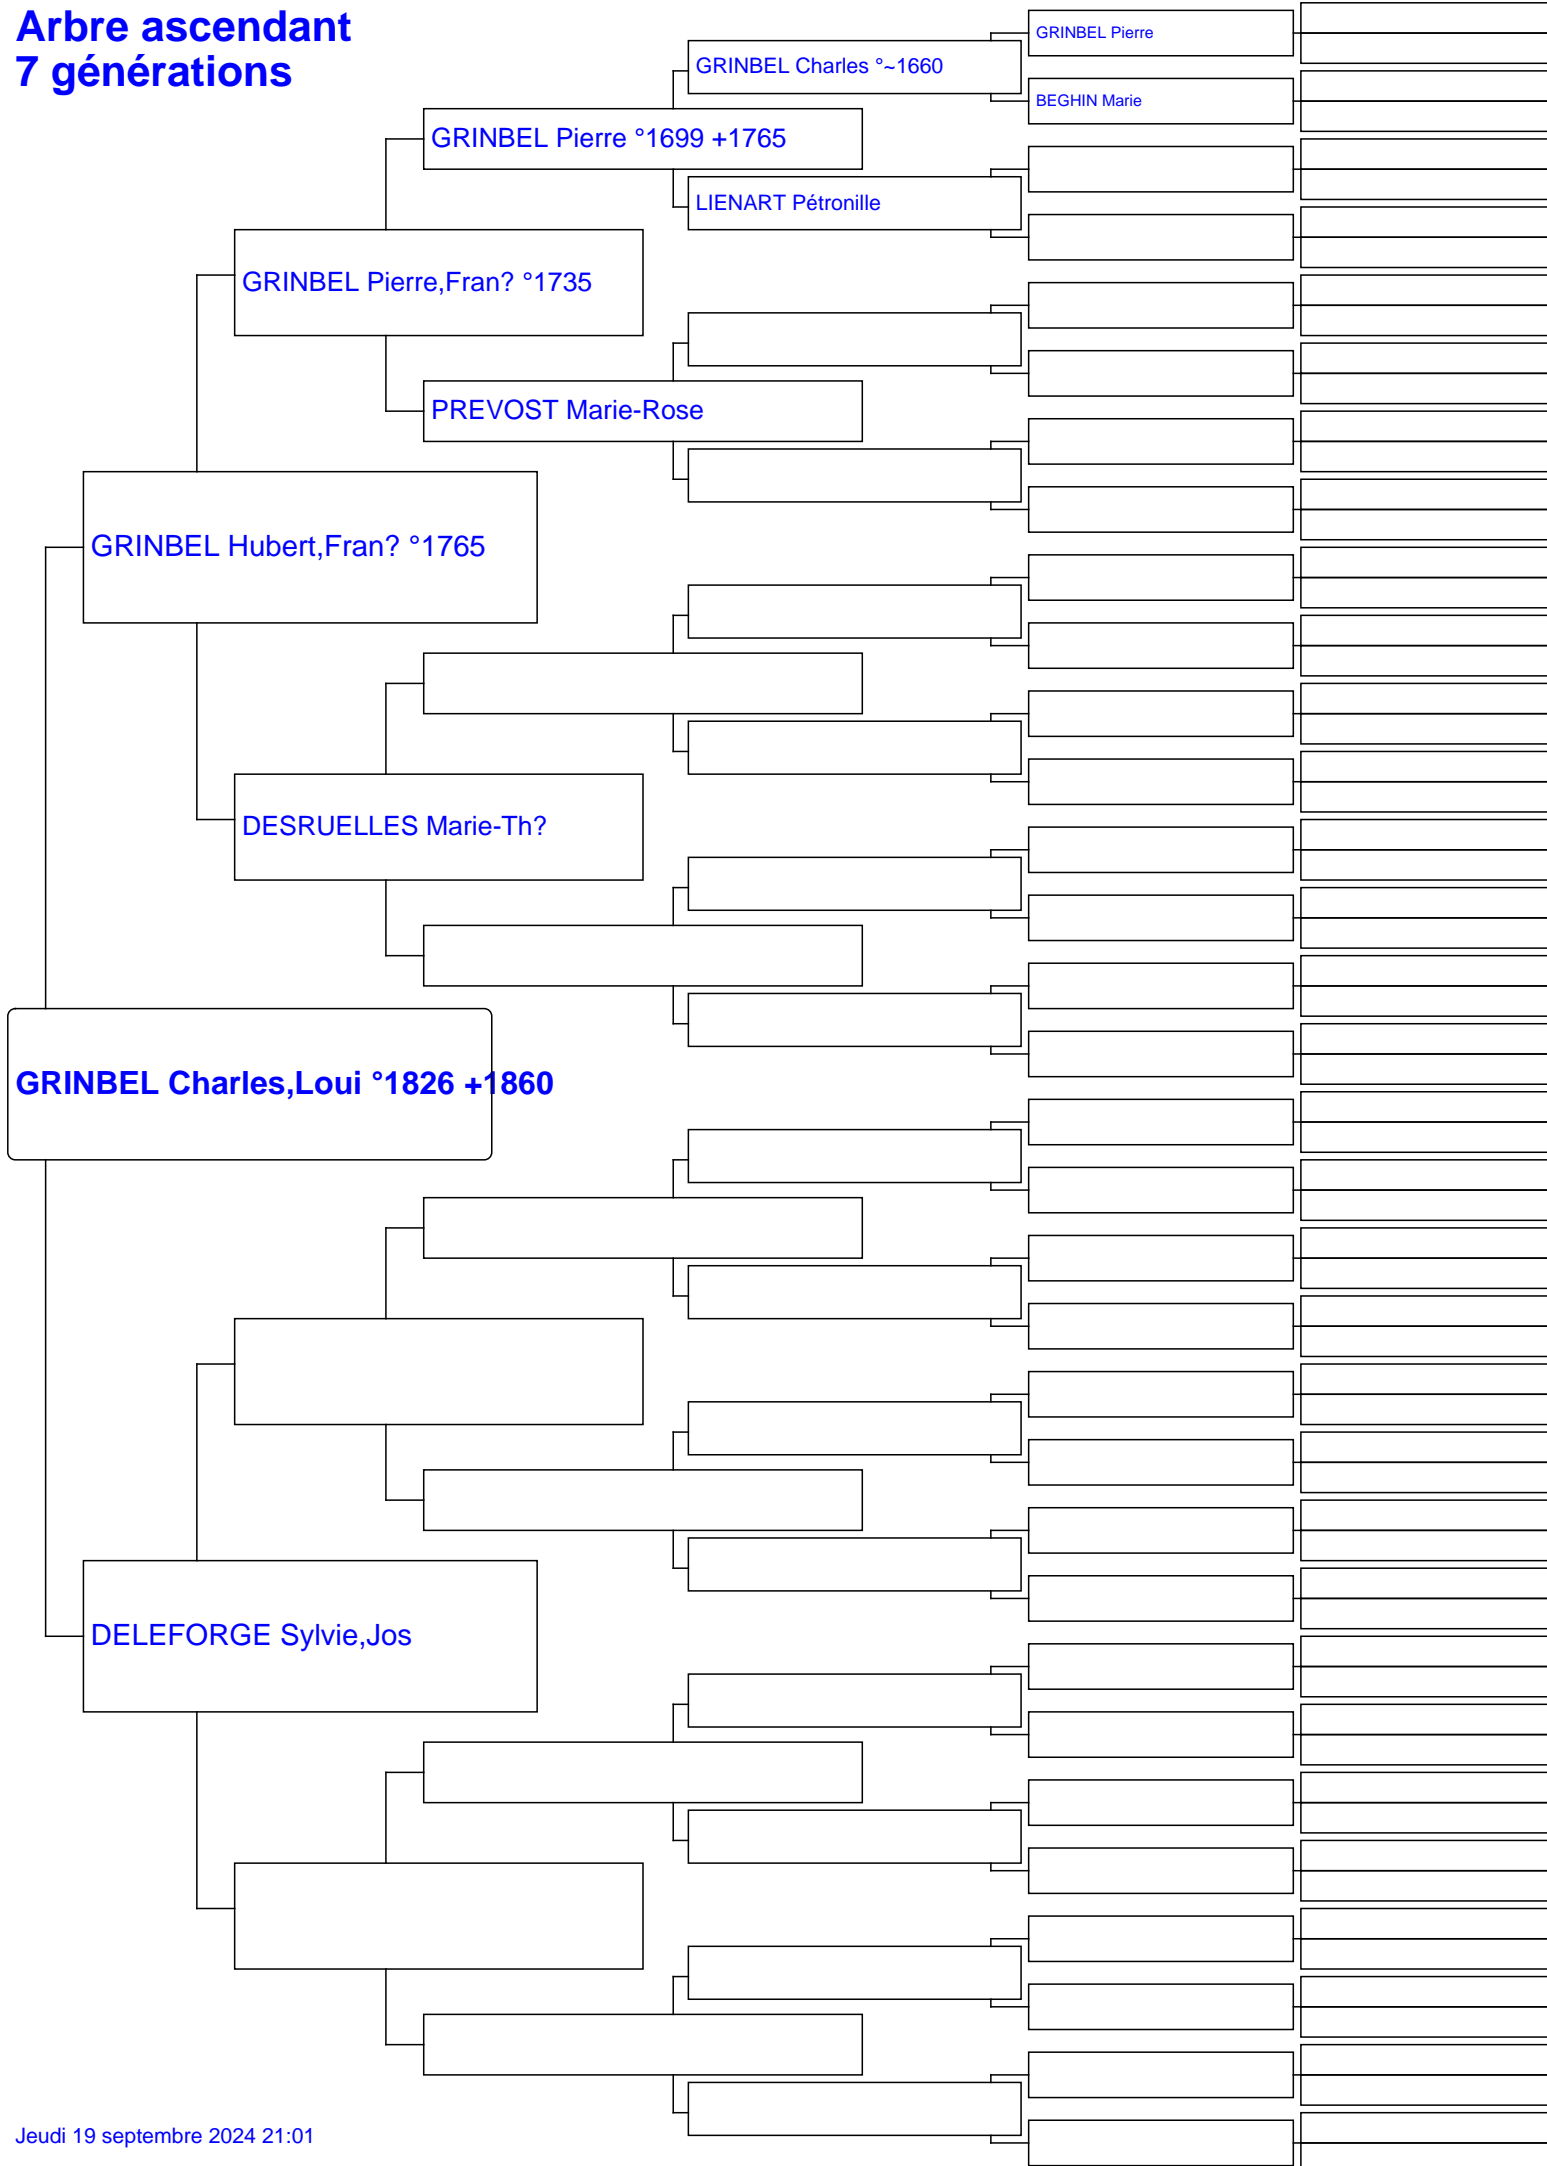 Arbre ascendant
7 générations
GRINBEL Pierre
GRINBEL Charles °~1660
BEGHIN Marie
GRINBEL Pierre °1699 +1765
LIENART Pétronille
GRINBEL Pierre,Fran? °1735
PREVOST Marie-Rose
GRINBEL Hubert,Fran? °1765
DESRUELLES Marie-Th?
GRINBEL Charles,Loui °1826 +1860
DELEFORGE Sylvie,Jos
Jeudi 19 septembre 2024 21:01